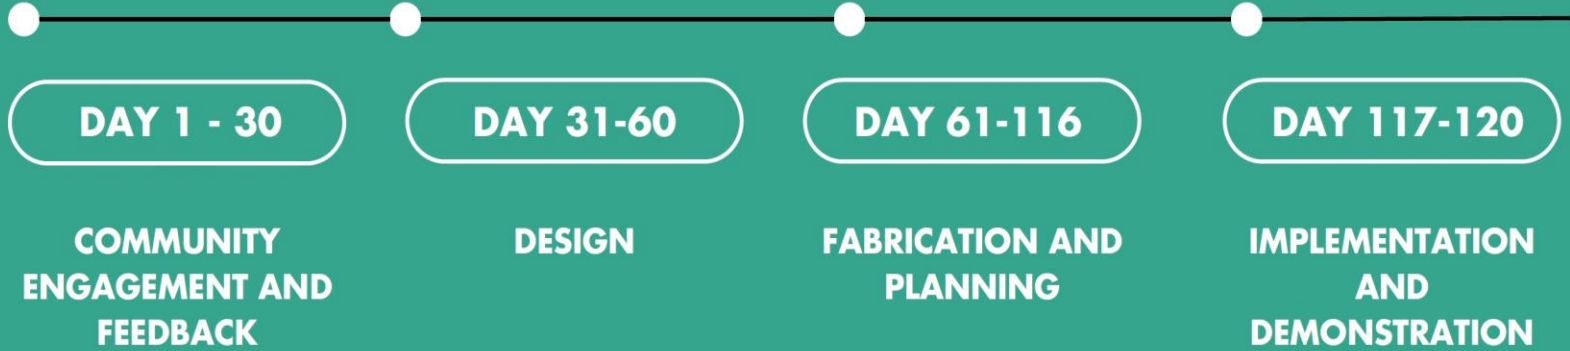 DAY 1 - 30
COMMUNITY
ENGAGEMENT AND
FEEDBACK
DAY 31-60
DESIGN
DAY 61-116
FABRICATION AND
PLANNING
DAY 117-120
IMPLEMENTATION
AND
DEMONSTRATION